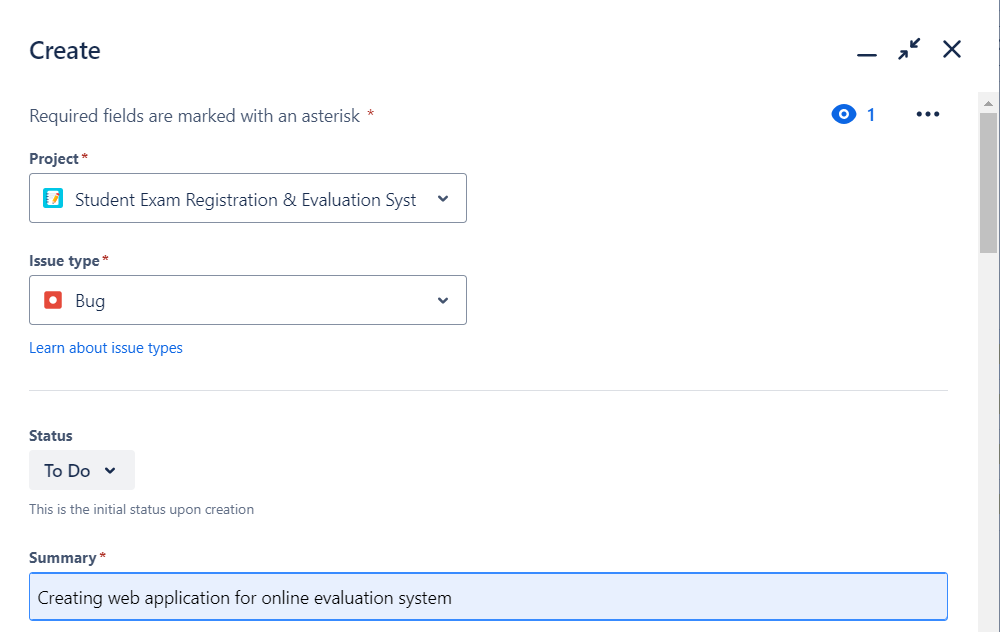 Create
Required fields are marked with an asterisk *
1
Project*
Student Exam Registration & Evaluation Syst
Issue type*
Bug
Learn about issue types
Status
To Do
This is the initial status upon creation
Summary*
Creating web application for online evaluation system